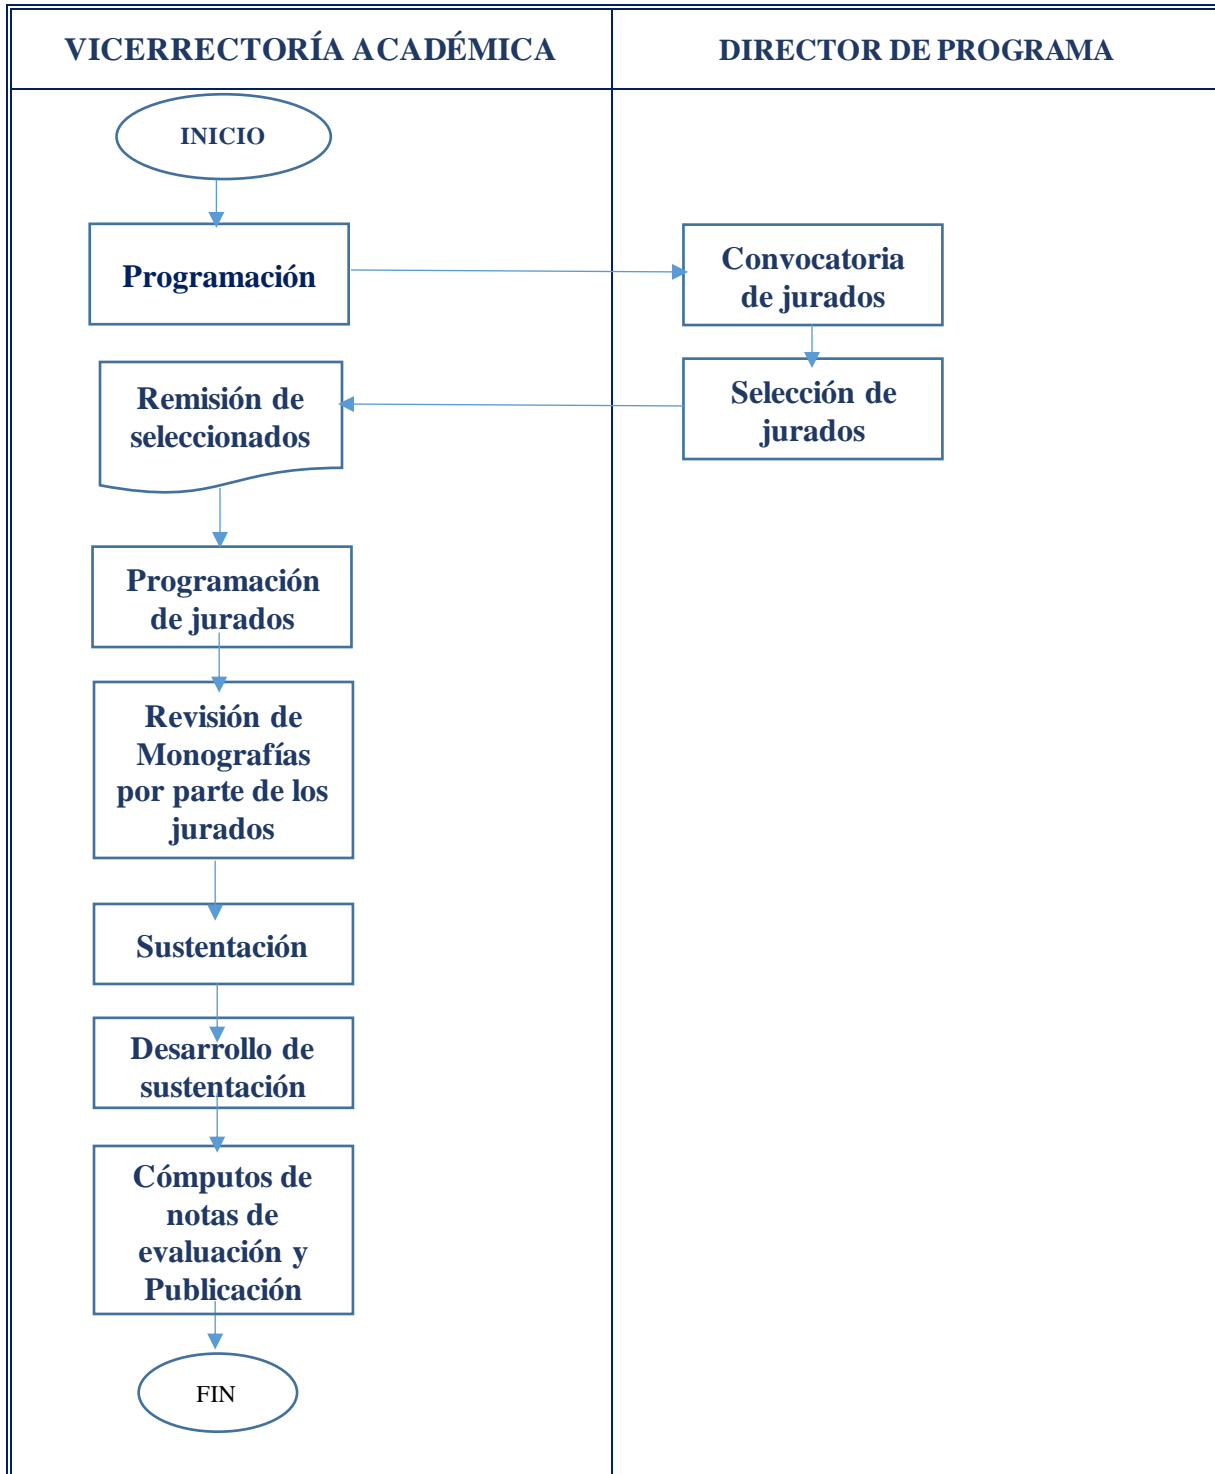 VICERRECTORÍA ACADÉMICA
DIRECTOR DE PROGRAMA
INICIO
Programación
Convocatoria
de jurados
Selección de
jurados
Remisión de
seleccionados
Programación
de jurados
Revisión de
Monografías
por parte de los
jurados
Sustentación
Desarrollo de
sustentación
Cómputos de
notas de
evaluación y
Publicación
FIN